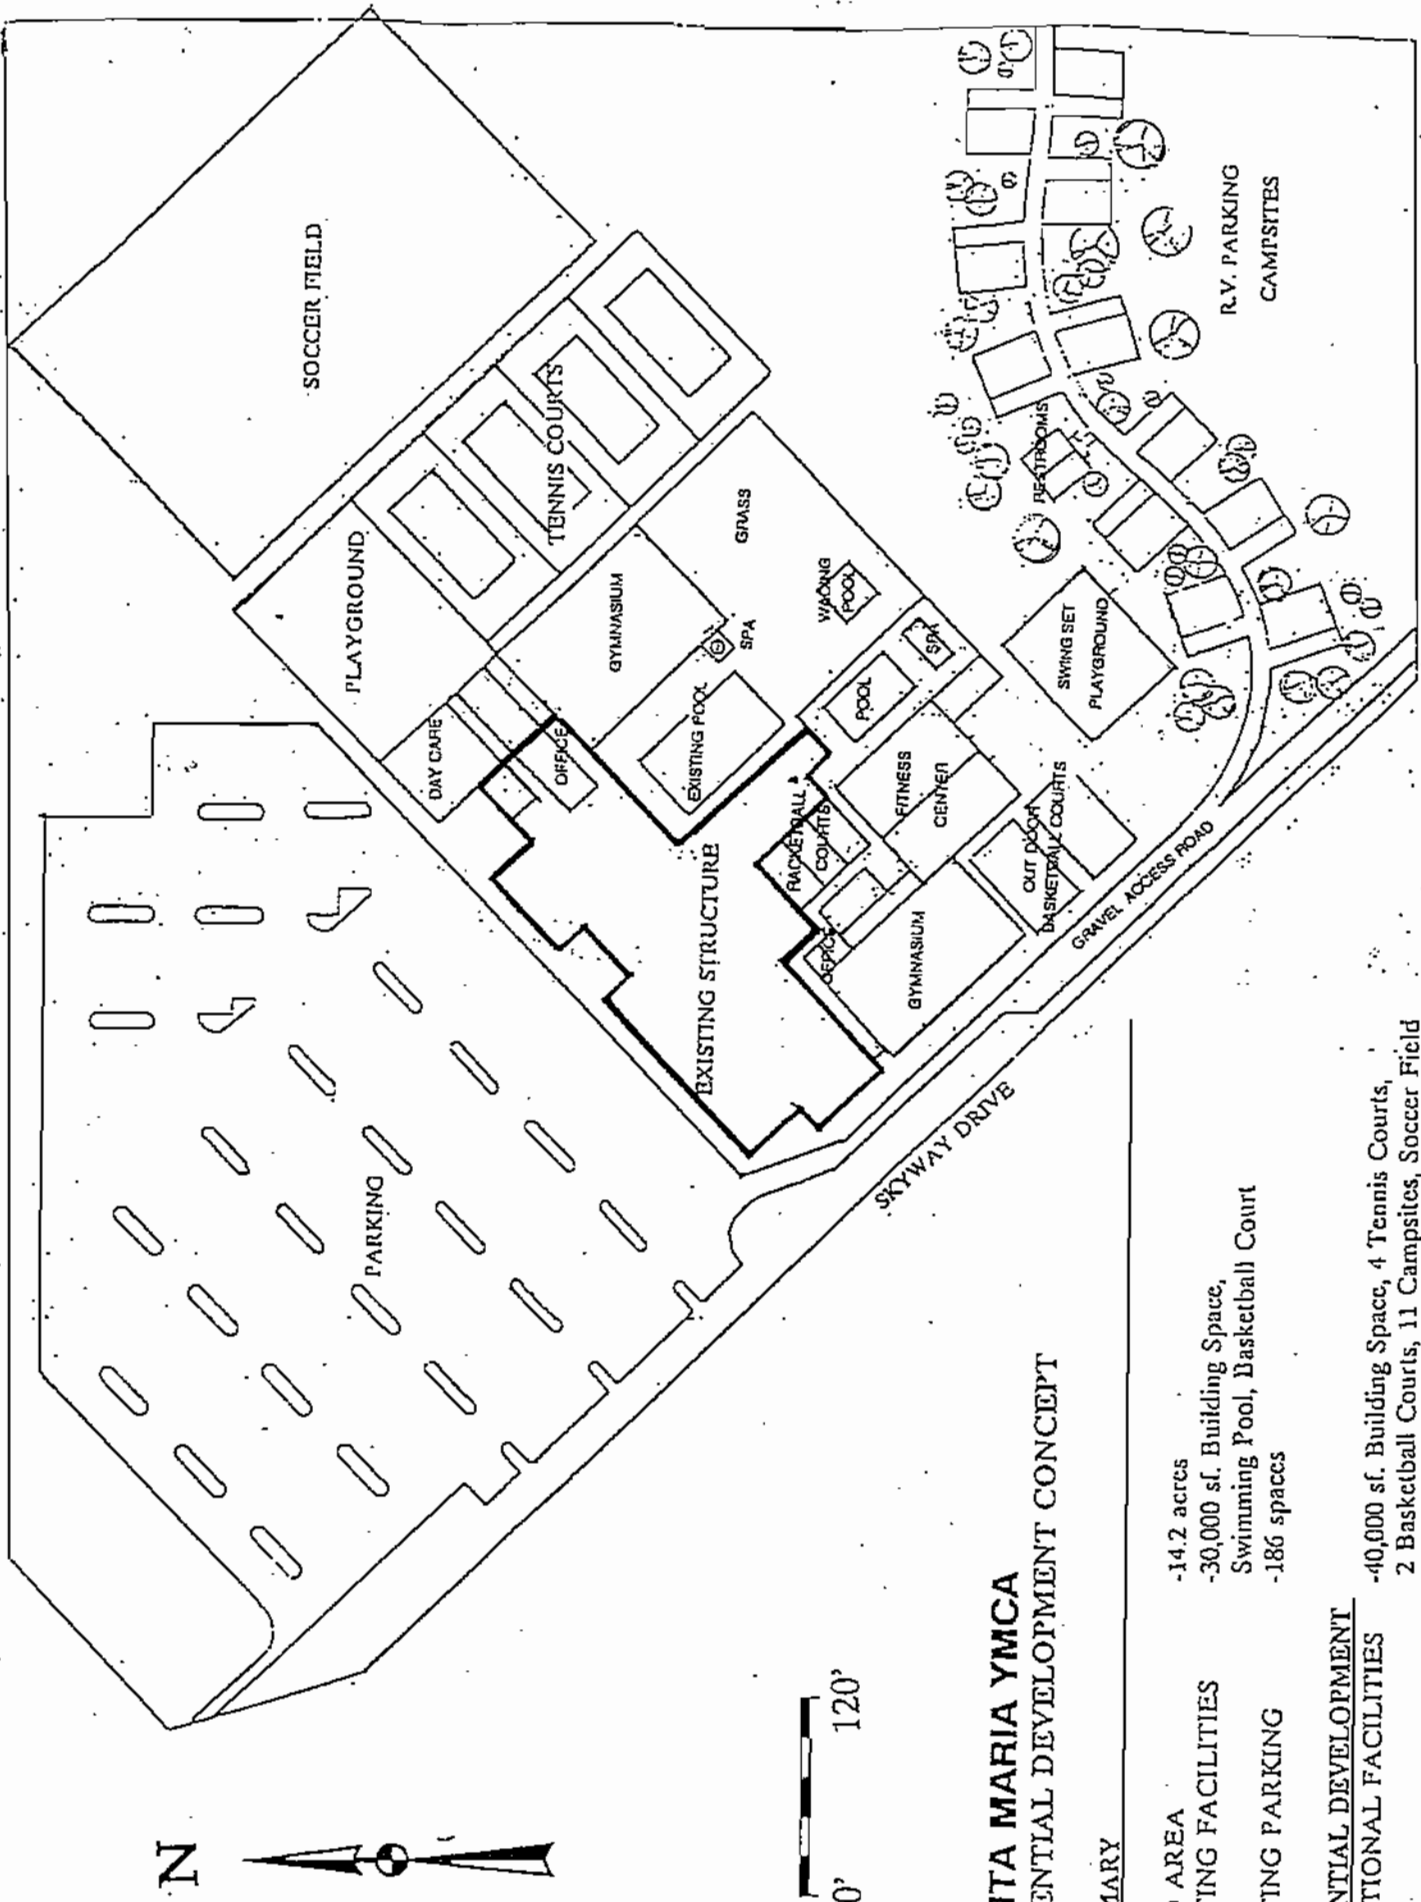 SOCCER FIELD
PLAYGROUND
TENNIS COURTS
GRASS
GYMNASIUM
SPA
WADING
POOL
DAY CARE
OFFICE
EXISTING POOL
POOL
SPA
FITNESS
CENTER
RACKETBALL
COURTS
EXISTING STRUCTURE
OFFICE
GYMNASIUM
OUT DOOR
BASKETBALL COURTS
SWING SET
PLAYGROUND
RESTROOMS
R.V. PARKING
CAMPSITES
GRAVEL ACCESS ROAD
SKYWAY DRIVE
PARKING
N
0' 120'
NTA MARIA YMCA
ENTIAL DEVELOPMENT CONCEPT
MARY
AREA -14.2 acres
TING FACILITIES -30,000 sf. Building Space,
Swimming Pool, Basketball Court
TING PARKING -186 spaces
NTIAL DEVELOPMENT
TIONAL FACILITIES -40,000 sf. Building Space, 4 Tennis Courts,
2 Basketball Courts, 11 Campsites, Soccer Field